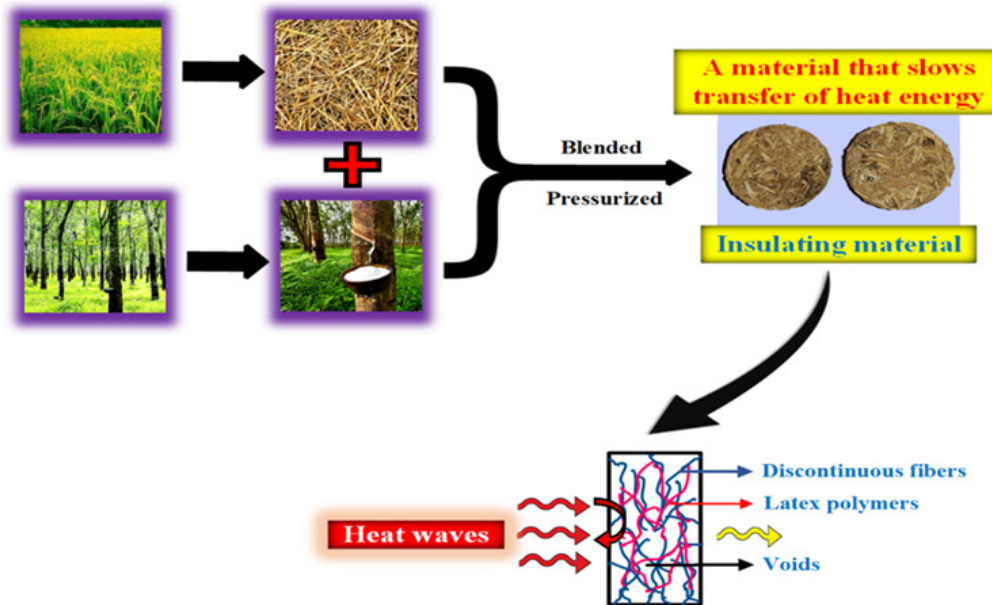 A material that slows
transfer of heat energy
Blended
Pressurized
Insulating material
Discontinuous fibers
Latex polymers
Heat waves
Voids